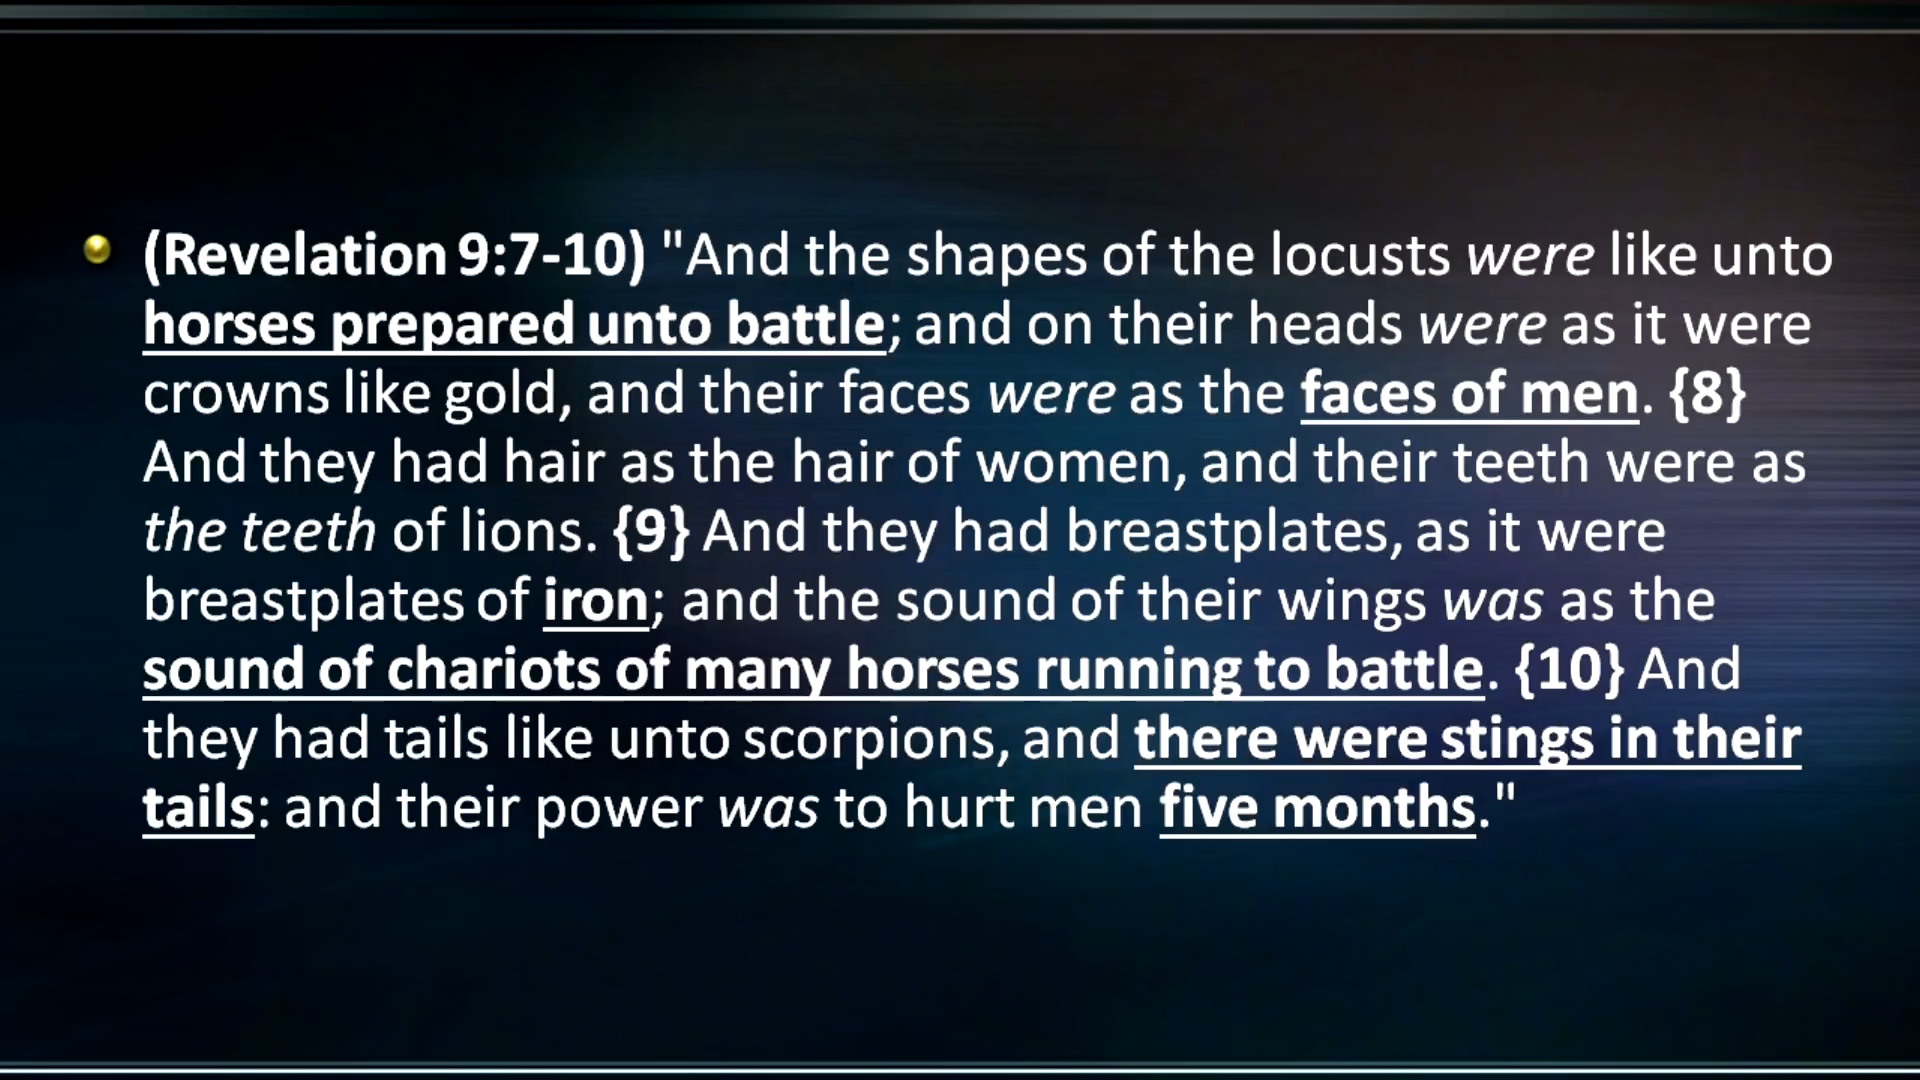 (Revelation 9:7-10) "And the shapes of the locusts were like unto
horses prepared unto battle; and on their heads were as it were
crowns like gold, and their faces were as the faces of men. {8}
And they had hair as the hair of women, and their teeth were as
the teeth of lions. {9} And they had breastplates, as it were
breastplates of iron; and the sound of their wings was as the
sound of chariots of many horses running to battle. {10} And
they had tails like unto scorpions, and there were stings in their
tails: and their power was to hurt men five months."